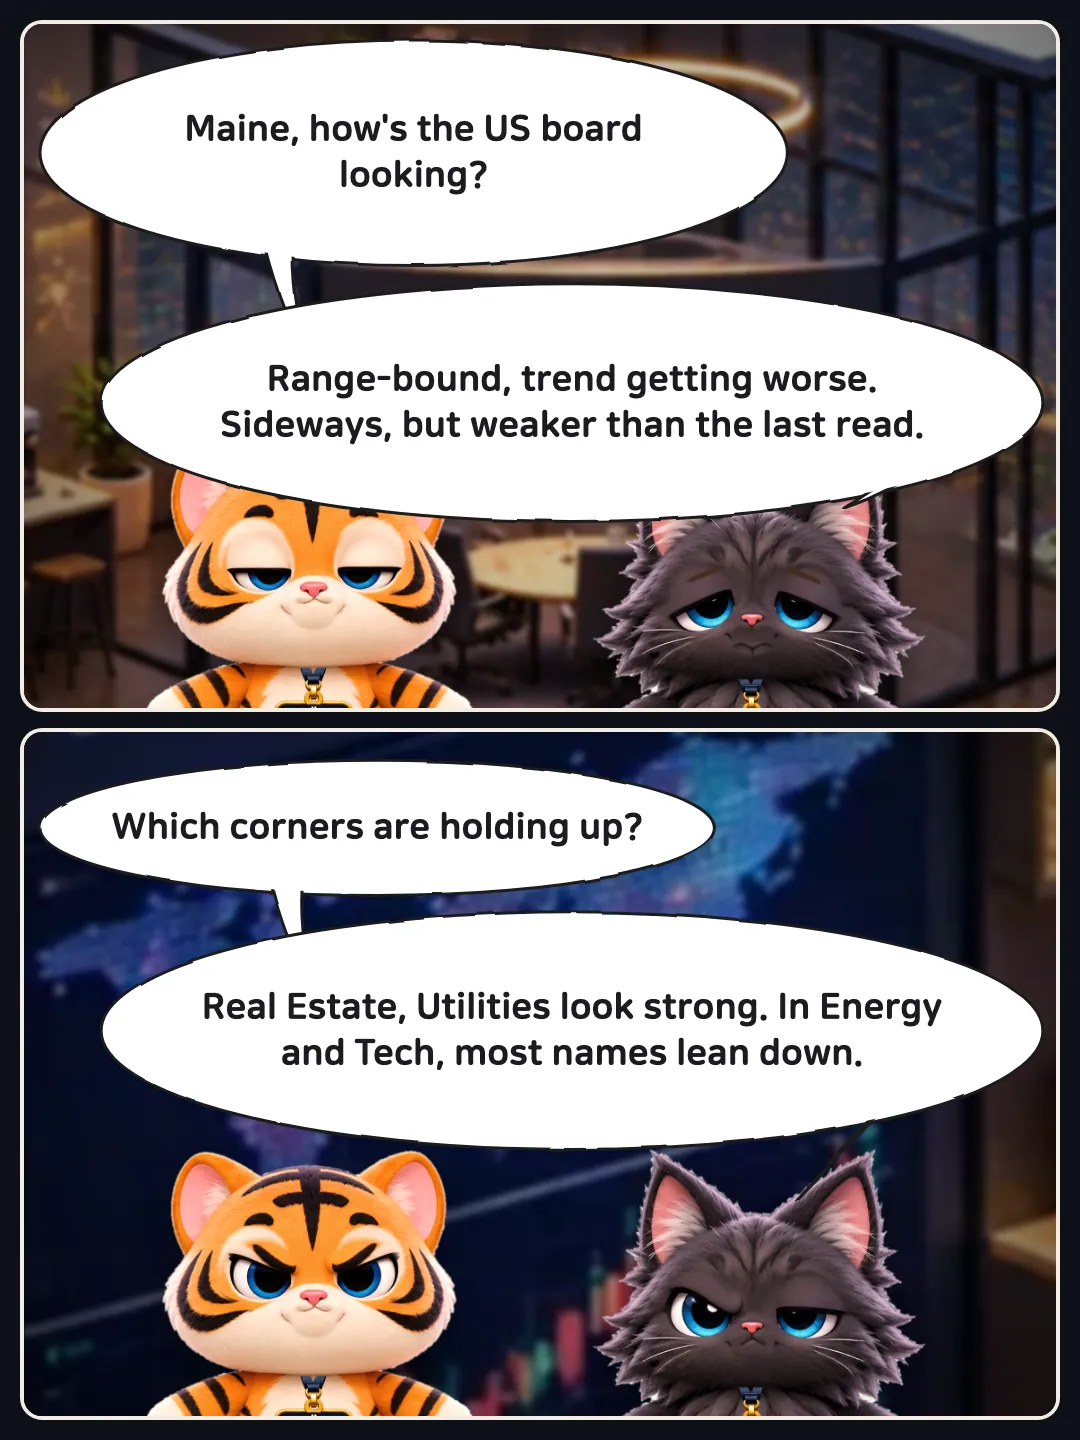 Maine, how's the US board
looking?
Range-bound, trend getting worse.
Sideways, but weaker than the last read.
Which corners are holding up?
Real Estate, Utilities look strong. In Energy
and Tech, most names lean down.